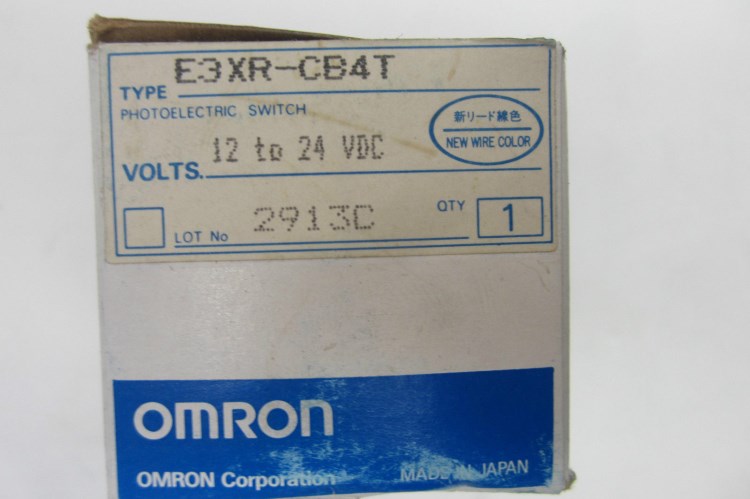 TYPE E3XR-CB4T
PHOTOELECTRIC SWITCH
新リード線色
NEW WIRE COLOR
VOLTS. 12 to 24 VDC
LOT No 2913C QTY 1
OMRON
OMRON Corporation MADE IN JAPAN